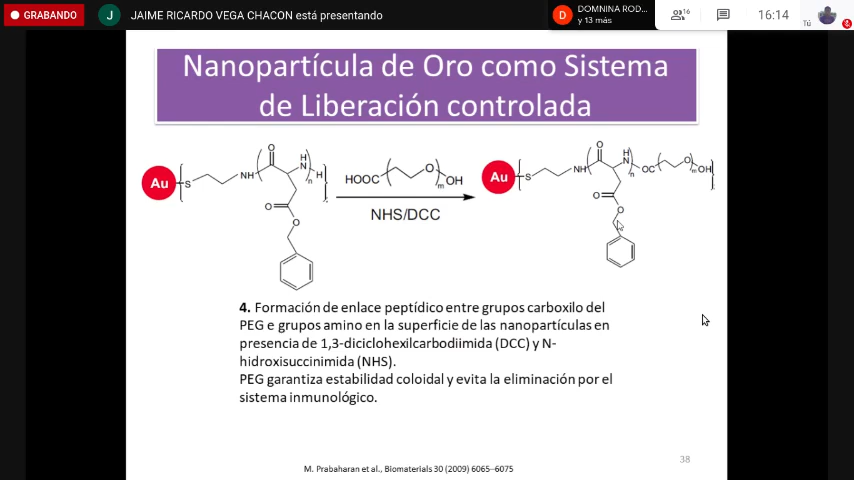 GRABANDO
J
JAIME RICARDO VEGA CHACON está presentando
D
DOMNINA ROD...
y 13 más
16
16:14
Tú
Nanopartícula de Oro como Sistema
de Liberación controlada
Au
S
NH
O
H
N
n
H
O
O
HOOC
O
m
OH
NHS/DCC
Au
S
NH
O
H
N
n
OC
O
m
OH
O
O
4. Formación de enlace peptídico entre grupos carboxilo del
PEG e grupos amino en la superficie de las nanopartículas en
presencia de 1,3-diciclohexilcarbodiimida (DCC) y N-
hidroxisuccinimida (NHS).
PEG garantiza estabilidad coloidal y evita la eliminación por el
sistema inmunológico.
38
M. Prabaharan et al., Biomaterials 30 (2009) 6065–6075